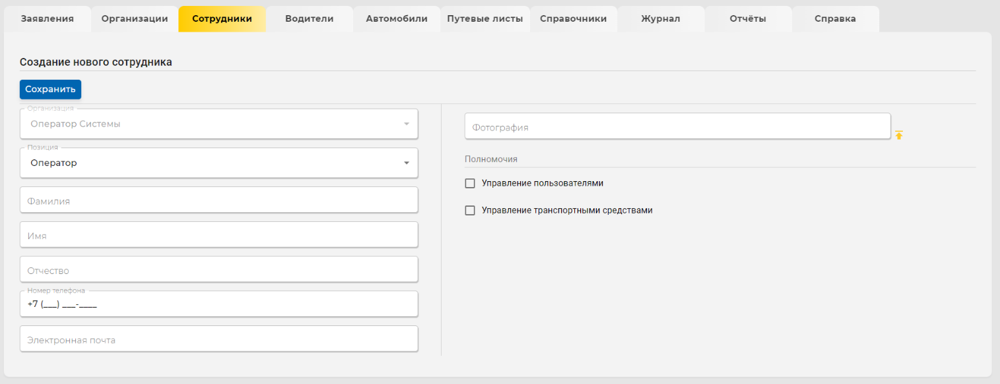 Заявления Организации Сотрудники Водители Автомобили Путевые листы Справочники Журнал Отчёты Справка
Создание нового сотрудника
Сохранить
Организация
Оператор Системы
Позиция
Оператор
Фамилия
Имя
Отчество
Номер телефона
+7 (___) ___-____
Электронная почта
Фотография
Полномочия
Управление пользователями
Управление транспортными средствами